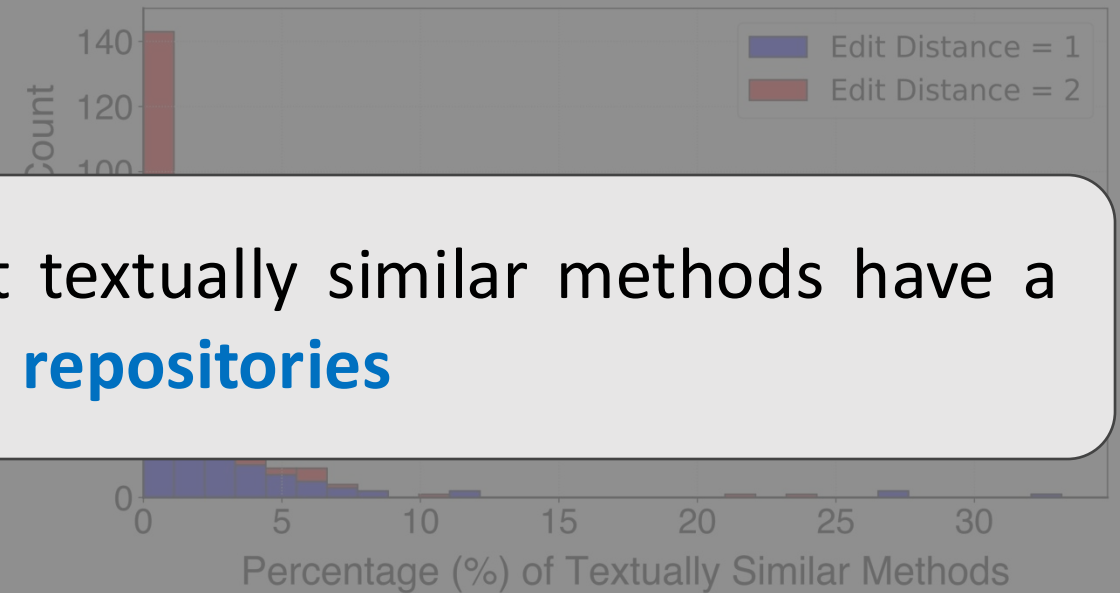 140
Edit Distance = 1
Edit Distance = 2
120
Count
100
t textually similar methods have a
repositories
0
0 5 10 15 20 25 30
Percentage (%) of Textually Similar Methods